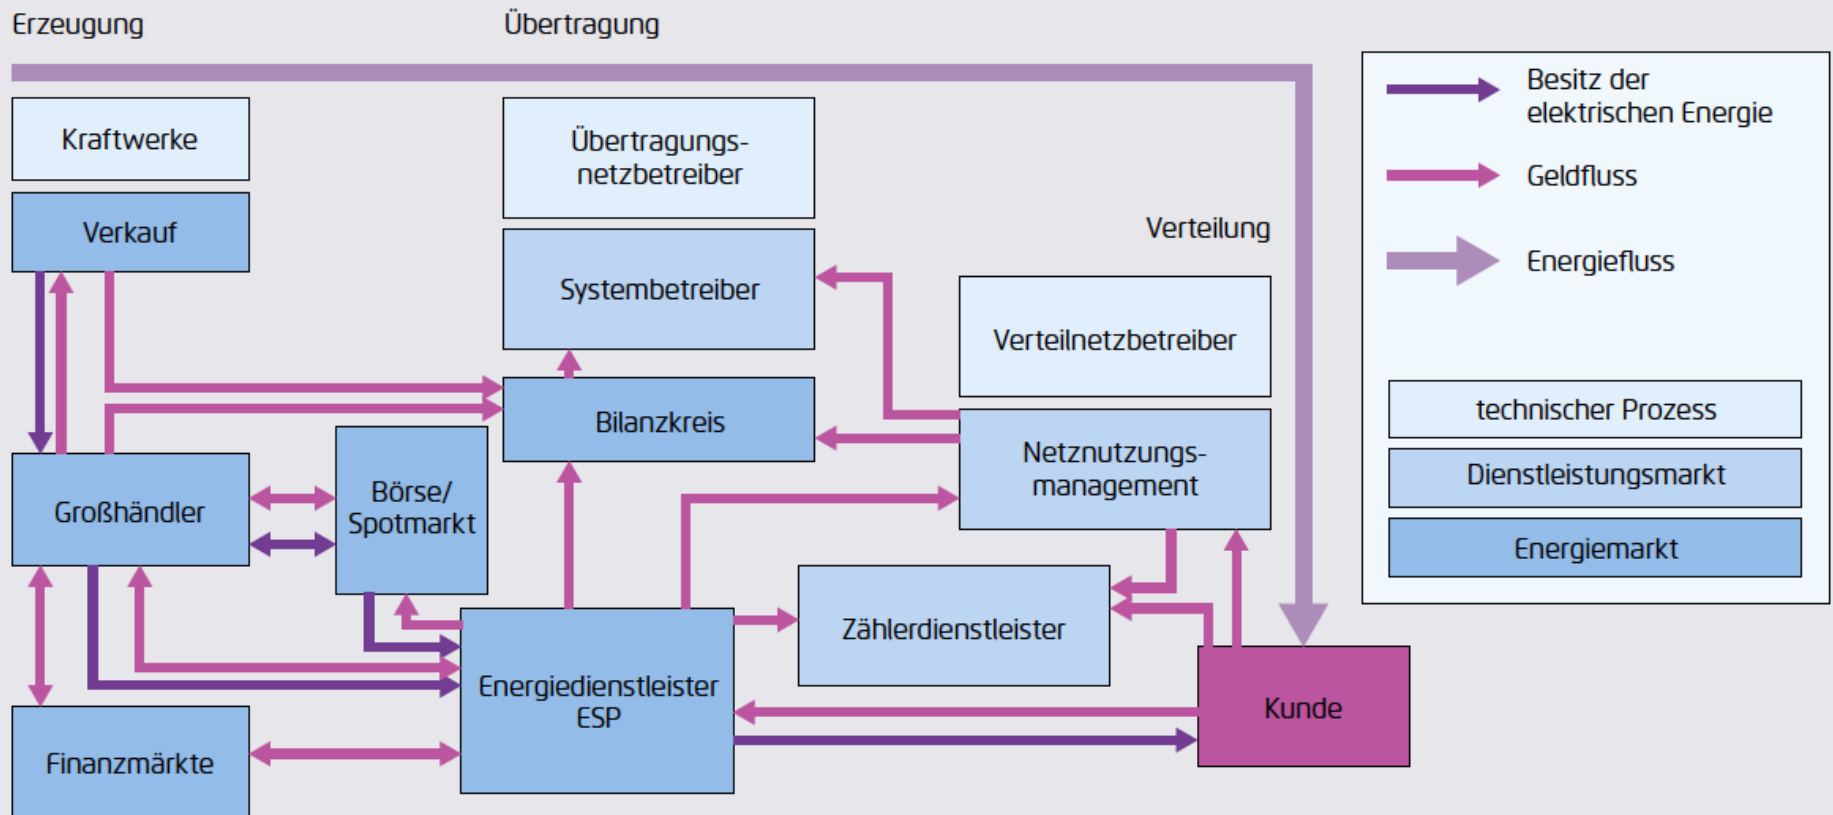 Erzeugung
Übertragung
Kraftwerke
Verkauf
Übertragungs-
netzbetreiber
Systembetreiber
Verteilung
Verteilnetzbetreiber
Bilanzkreis
Netznutzungs-
management
Großhändler
Börse/
Spotmarkt
Zählerdienstleister
Energiedienstleister
ESP
Kunde
Finanzmärkte
Besitz der
elektrischen Energie
Geldfluss
Energiefluss
technischer Prozess
Dienstleistungsmarkt
Energiemarkt